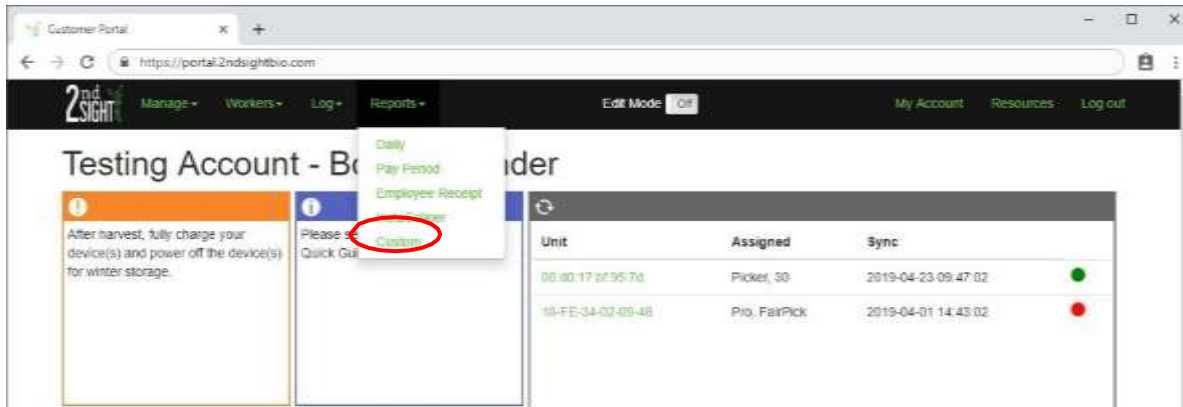 Customer Portal
https://portal.2ndsightbio.com
2nd SIGHT Manage Workers Log Reports Edit Mode Off My Account Resources Log out
Daily
Pay Period
Employee Receipt
Custom
Testing Account - Bo der
After harvest, fully charge your
device(s) and power off the device(s)
for winter storage.
Please se
Quick Gui
Unit Assigned Sync
00:d0:17:bf:95:7d Picker, 30 2019-04-23 09:47:02
18-FE-34-02-09-48 Pro, FairPick 2019-04-01 14:43:02